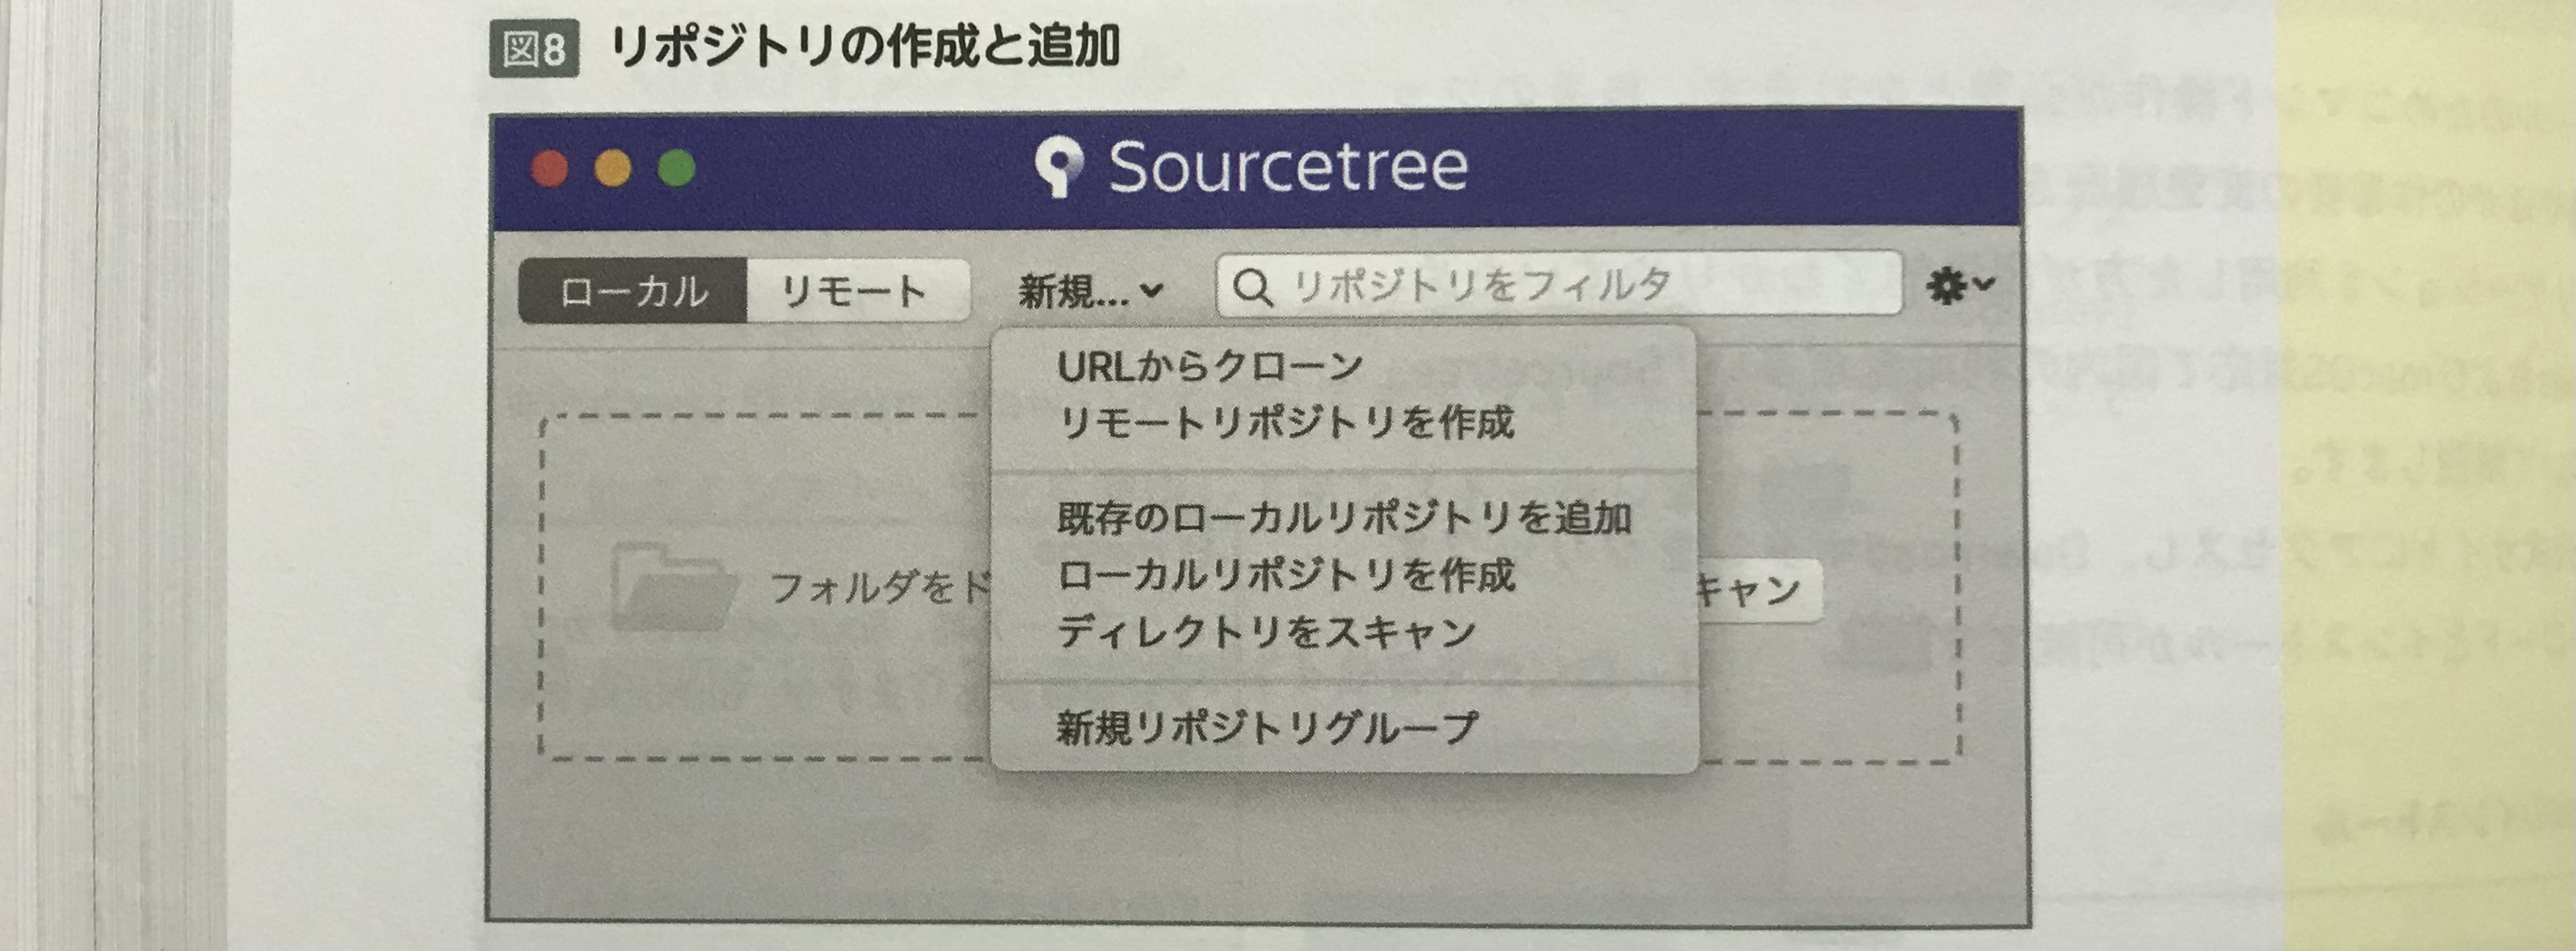 図8 リポジトリの作成と追加
Sourcetree
ローカル リモート 新規... リポジトリをフィルタ
URLからクローン
リモートリポジトリを作成
既存のローカルリポジトリを追加
ローカルリポジトリを作成
フォルダをド キャン
ディレクトリをスキャン
新規リポジトリグループ